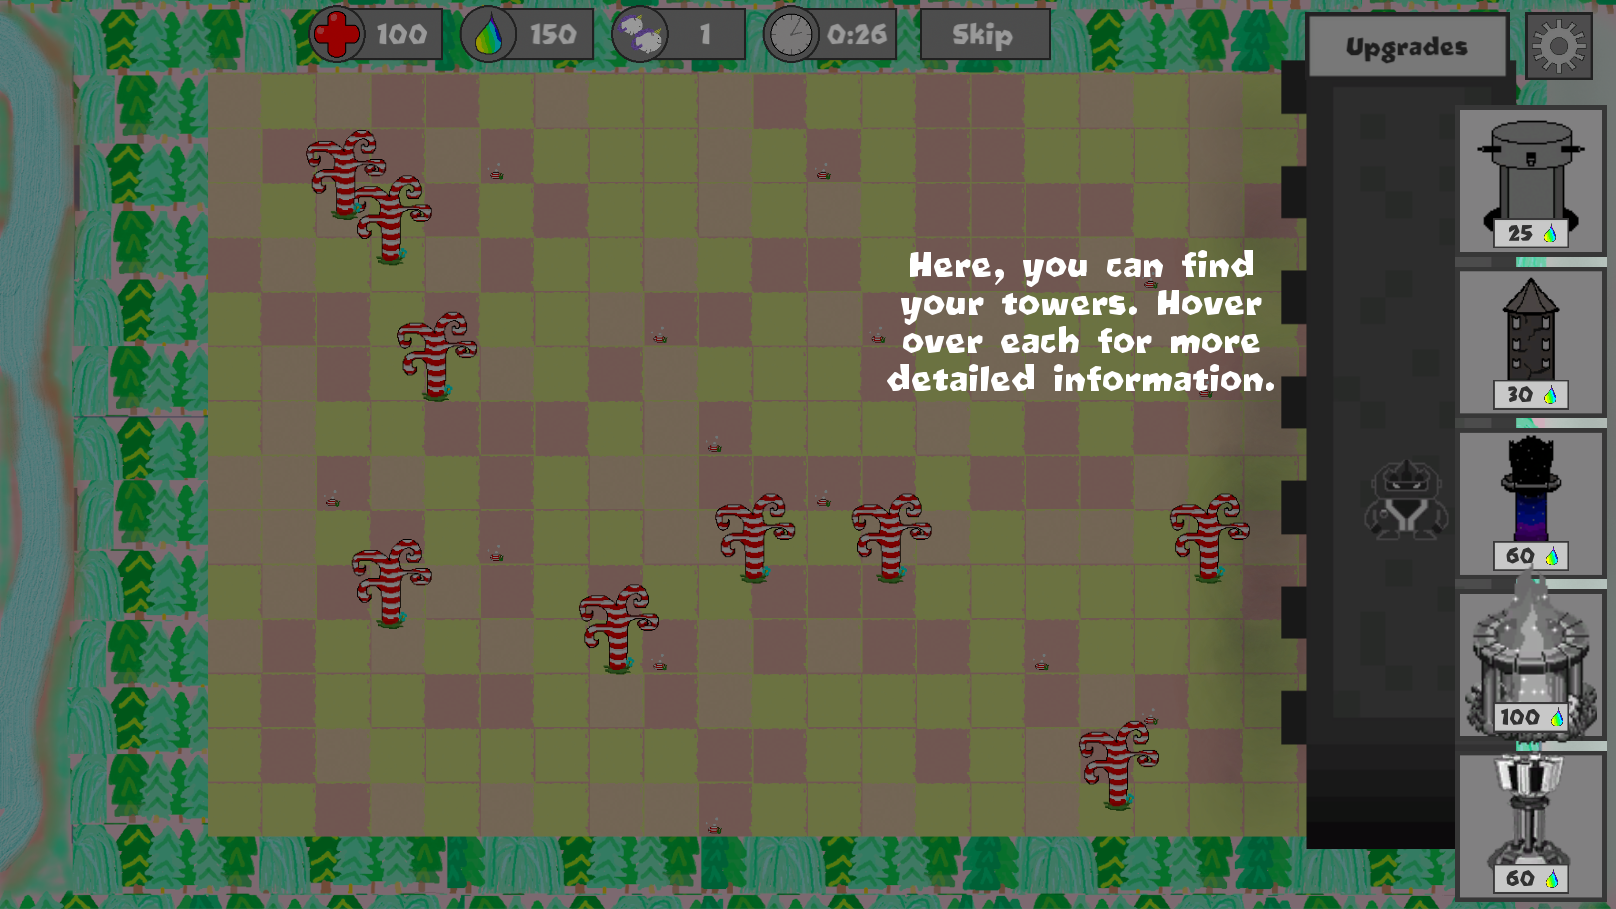 100
150
1
0:26
Skip
Upgrades
25
Here, you can find
your towers. Hover
over each for more
detailed information.
30
60
100
60